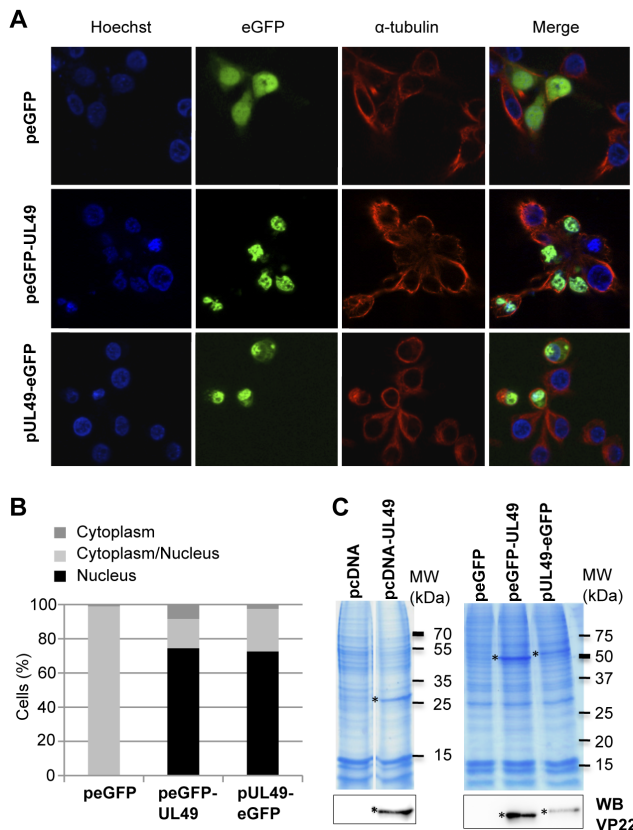 A
Hoechst eGFP α-tubulin Merge
peGFP
peGFP-UL49
pUL49-eGFP
B
Cytoplasm
Cytoplasm/Nucleus
Nucleus
Cells (%)
100
80
60
40
20
0
peGFP peGFP-UL49 pUL49-eGFP
C
pcDNA
pcDNA-UL49
MW
(kDa)
70
55
35
*
25
15
*
peGFP
peGFP-UL49
pUL49-eGFP
MW
(kDa)
75
* * 50
37
25
20
15
* *
WB
VP22